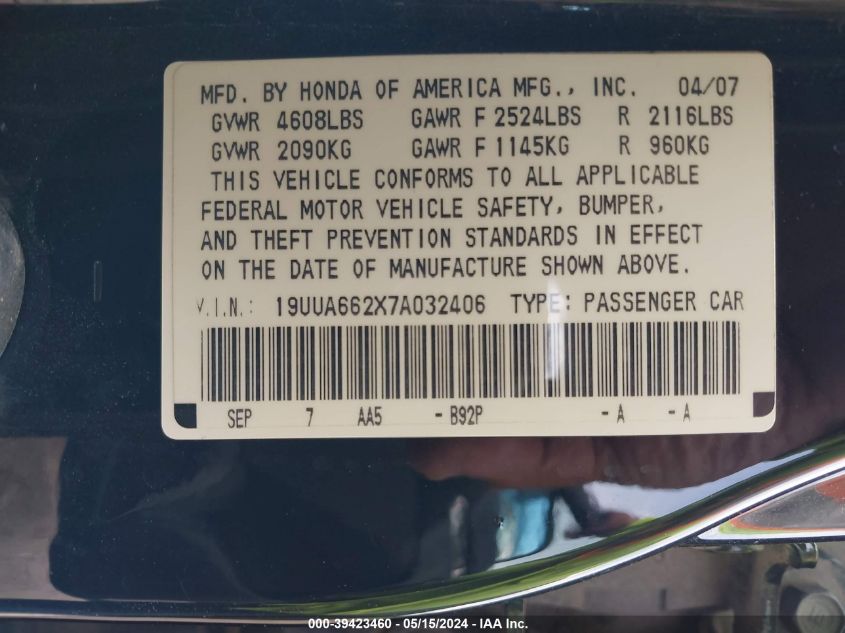 MFD. BY HONDA OF AMERICA MFG., INC. 04/07
GVWR 4608LBS GAWR F 2524LBS R 2116LBS
GVWR 2090KG GAWR F 1145KG R 960KG
THIS VEHICLE CONFORMS TO ALL APPLICABLE
FEDERAL MOTOR VEHICLE SAFETY, BUMPER,
AND THEFT PREVENTION STANDARDS IN EFFECT
ON THE DATE OF MANUFACTURE SHOWN ABOVE.
V.I.N.: 19UUA662X7A032406 TYPE: PASSENGER CAR
SEP 7 AA5 - B92P - A - A
000-39423460 - 05/15/2024 - IAA Inc.